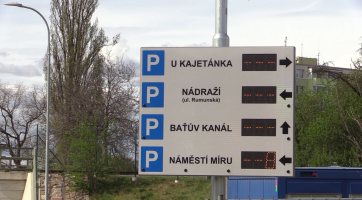 P U KAJETÁNKA
P NÁDRAŽÍ
(ul. Rumunská)
P BAŤŮV KANÁL
P NÁMĚSTÍ MÍRU